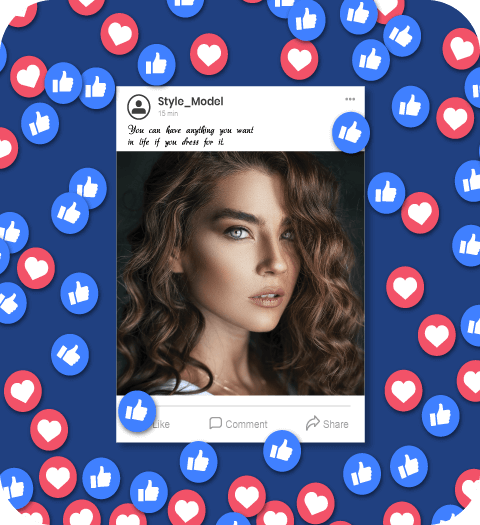 Style_Model
15 min
You can have anything you want
in life if you dress for it.
Like Comment Share